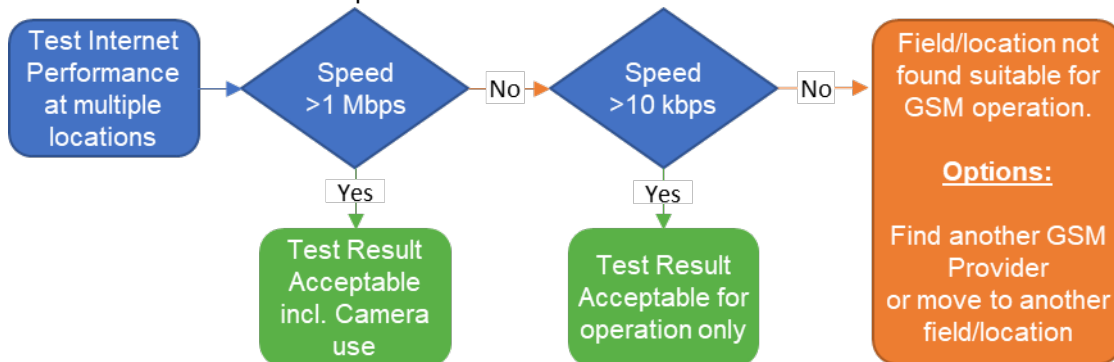 Test Internet
Performance
at multiple
locations
Speed
>1 Mbps
No
Speed
>10 kbps
No
Field/location not
found suitable for
GSM operation.
Options:
Find another GSM
Provider
or move to another
field/location
Yes
Yes
Test Result
Acceptable
incl. Camera
use
Test Result
Acceptable for
operation only